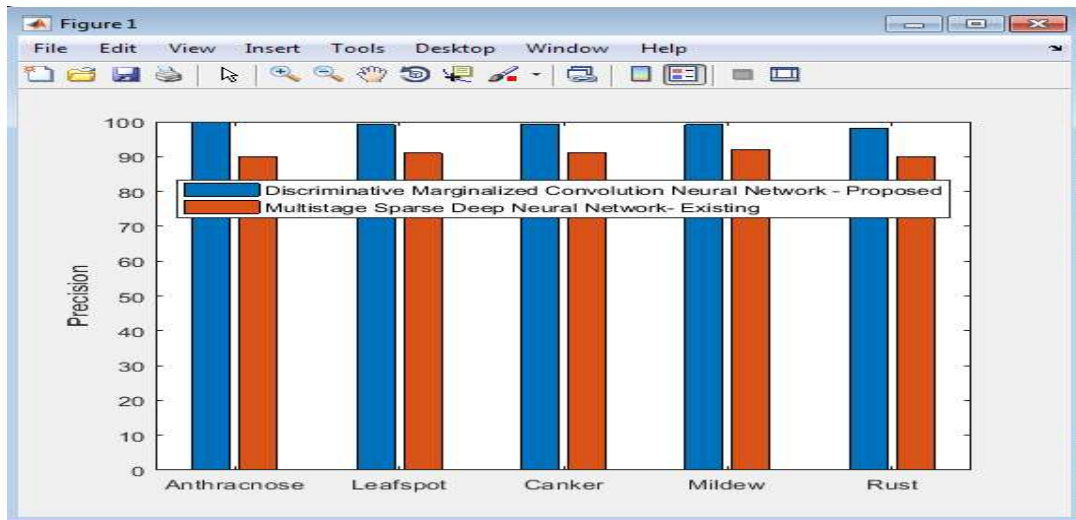 Figure 1
File Edit View Insert Tools Desktop Window Help
100
90
80
70
60
50
40
30
20
10
0
Precision
Discriminative Marginalized Convolution Neural Network - Proposed
Multistage Sparse Deep Neural Network- Existing
Anthracnose Leafspot Canker Mildew Rust